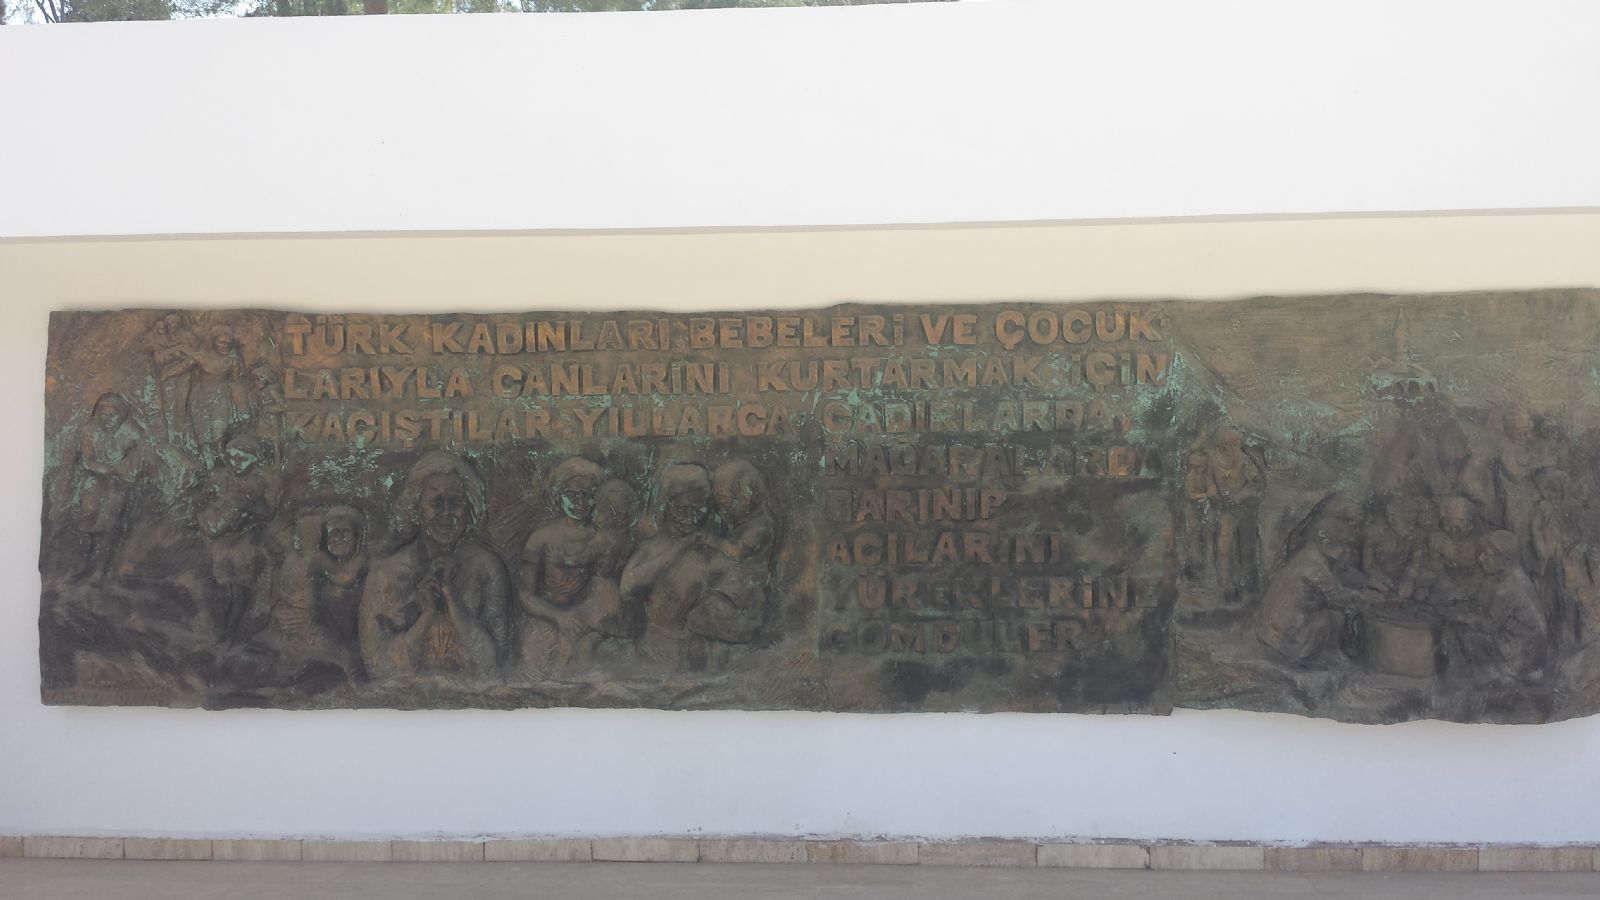 TÜRK KADINLARI, BEBELERİ VE ÇOCUK
LARIYLA CANLARINI KURTARMAK İÇİN
KAÇIŞTILAR, YILLARCA ÇADIRLARDA,
MAĞARALARDA
BARINIP
ACILARINI
YÜREKLERİNE
GÖMDÜLER